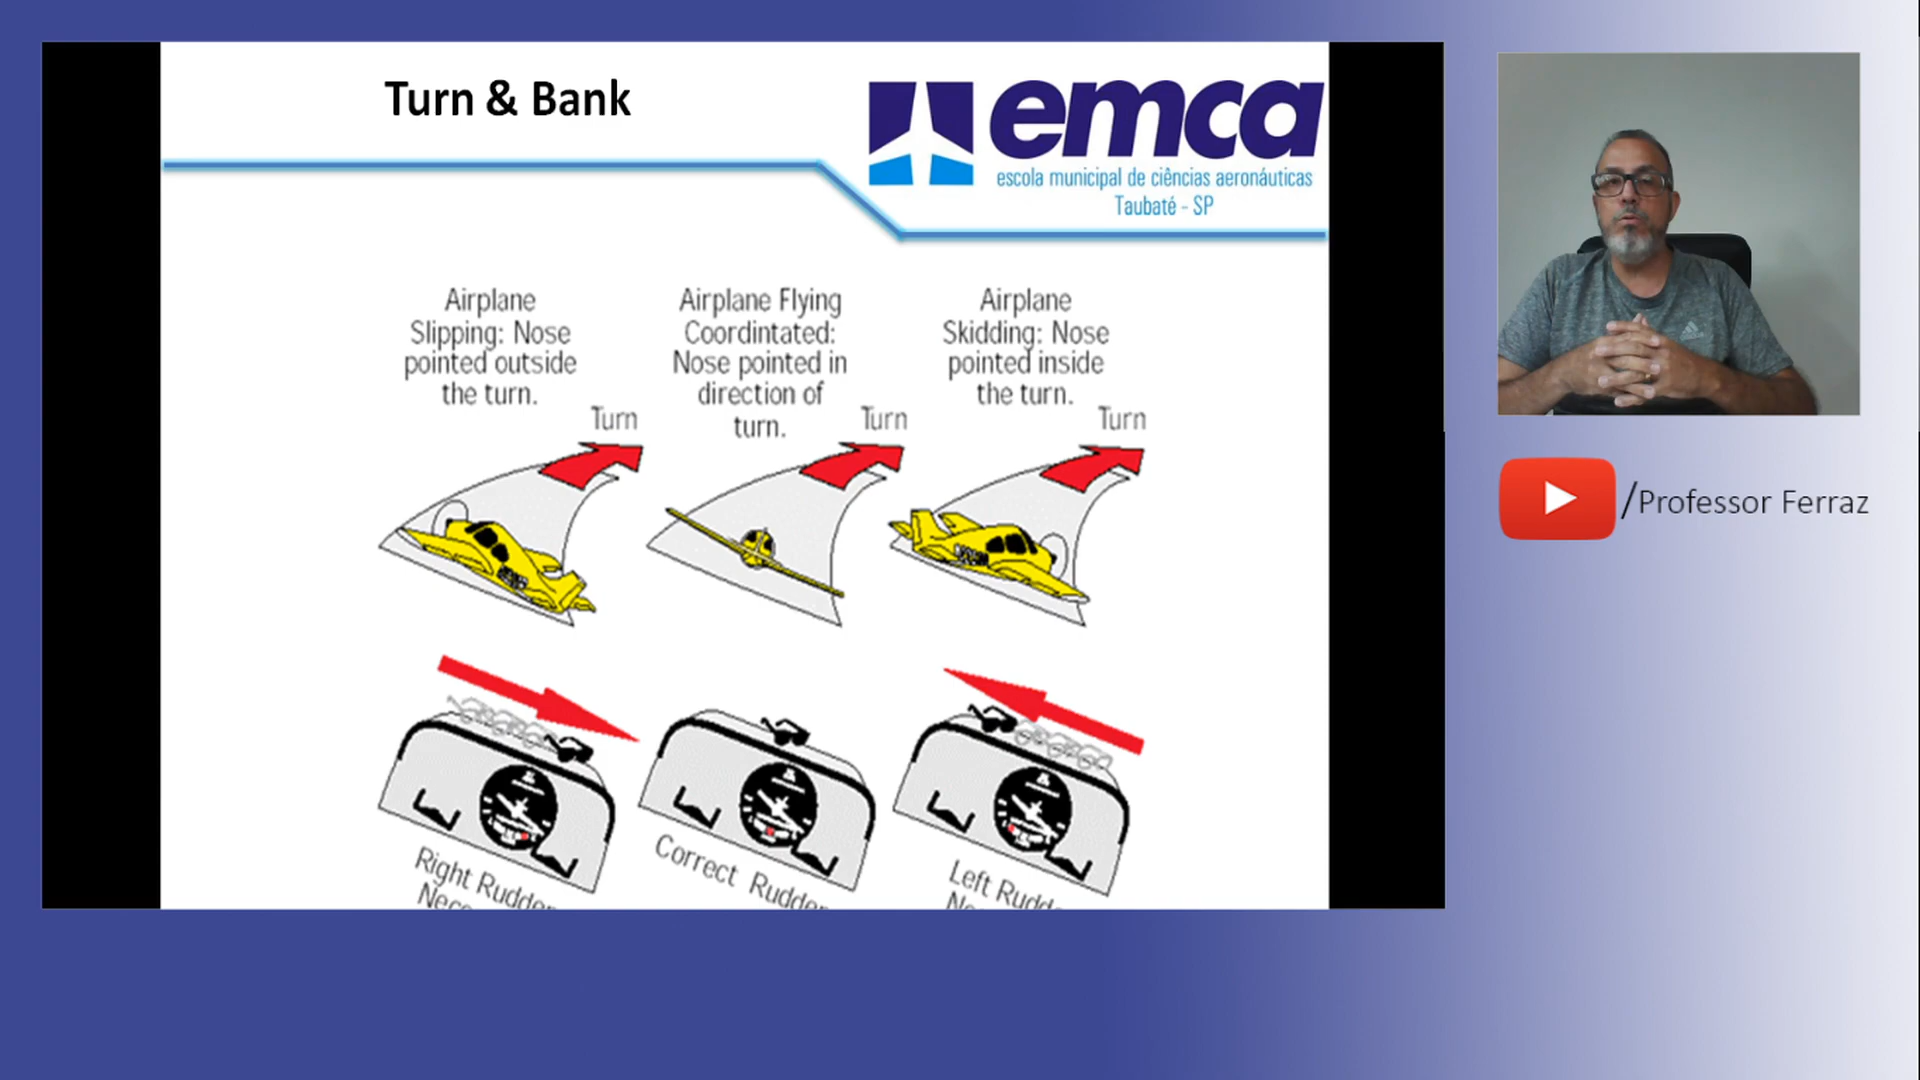 Turn & Bank
emca
escola municipal de ciências aeronáuticas
Taubaté - SP
Airplane
Slipping: Nose
pointed outside
the turn.
Turn
Airplane Flying
Coordintated:
Nose pointed in
direction of
turn.
Turn
Airplane
Skidding: Nose
pointed inside
the turn.
Turn
Right Rudder
Correct Rudder
Left Rudd
/Professor Ferraz